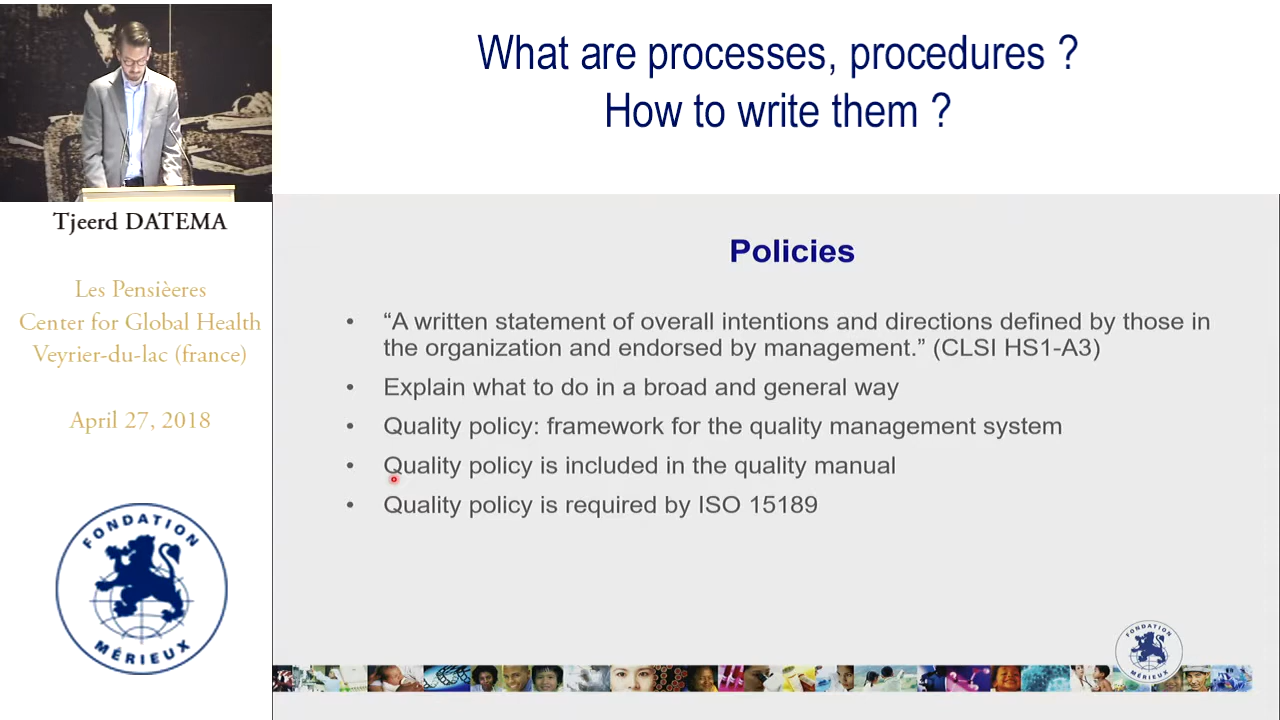 What are processes, procedures ?
How to write them ?
Tjeerd DATEMA
Les Pensièeres
Center for Global Health
Veyrier-du-lac (france)
April 27, 2018
FONDATION
MÉRIEUX
Policies
• “A written statement of overall intentions and directions defined by those in
the organization and endorsed by management.” (CLSI HS1-A3)
• Explain what to do in a broad and general way
• Quality policy: framework for the quality management system
• Quality policy is included in the quality manual
• Quality policy is required by ISO 15189
FONDATION
MÉRIEUX